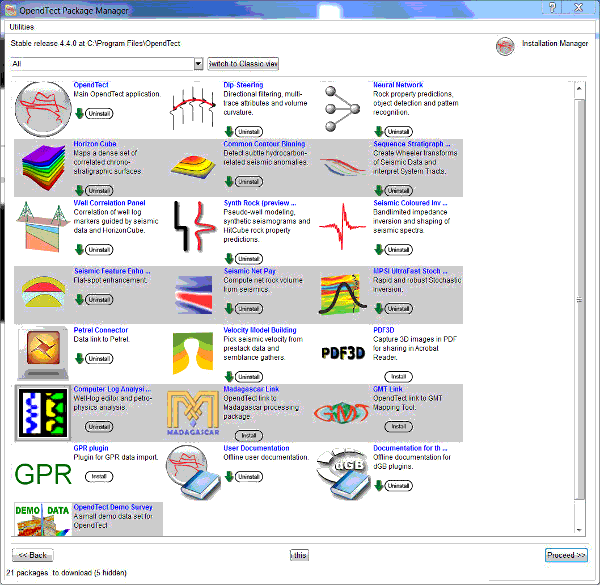 OpendTect Package Manager
Utilities
Stable release 4.4.0 at C:\Program Files\OpendTect
Installation Manager
All
Switch to Classic view
OpendTect
Main OpendTect application.
Uninstall
Dip-Steering
Directional filtering, multi-
trace attributes and volume
curvature.
Uninstall
Neural Network
Rock property predictions,
object detection and pattern
recognition.
Uninstall
Horizon Cube
Maps a dense set of
correlated chrono-
stratigraphic surfaces.
Uninstall
Common Contour Binning
Detect subtle hydrocarbon-
related seismic anomalies.
Uninstall
Sequence Stratigraph ...
Create Wheeler transforms
of Seismic Data and
interpret System Tracts.
Uninstall
Well Correlation Panel
Correlation of well log
markers guided by seismic
data and HorizonCube.
Uninstall
Synth Rock (preview ...
Pseudo-well modeling,
synthetic seismograms and
HitCube rock property
predictions.
Uninstall
Seismic Coloured Inv ...
Bandlimited impedance
inversion and shaping of
seismic spectra.
Uninstall
Seismic Feature Enha ...
Flat-spot enhancement.
Uninstall
Seismic Net Pay
Compute net rock volume
from seismics.
Uninstall
MPSI UltroFast Stoch ...
Rapid and robust Stochastic
Inversion.
Uninstall
Petrel Connector
Data link to Petrel.
Uninstall
Velocity Model Building
Pick seismic velocity from
prestack data and
semblance gathers.
Uninstall
PDF3D
PDF3D
Capture 3D images in PDF
for sharing in Acrobat
Reader.
Install
Computer Log Analysi ...
Well-log editor and petro-
physics analysis.
Uninstall
MADAGASCAR
Madagascar Link
OpendTect link to
Madagascar processing
package.
Install
GMT
GMT Link
OpendTect link to GMT
Mapping Tool.
Install
GPR
GPR plugin
Plugin for GPR data import.
Install
User Documentation
Offline user documentation.
Uninstall
dGB
Documentation for th ...
Offline documentation for
dGB plugins.
Uninstall
DEMO DATA
OpendTect Demo Survey
A small demo data set for
OpendTect
<< Back
this
Proceed >>
21 packages to download (5 hidden)